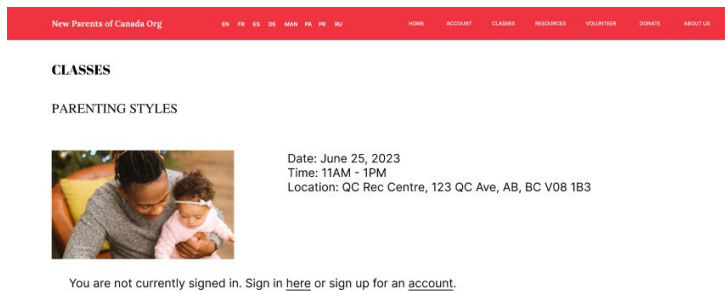 New Parents of Canada Org EN FR ES DE MAN PA PR RU HOME ACCOUNT CLASSES RESOURCES VOLUNTEER DONATE ABOUT US
CLASSES
PARENTING STYLES
Date: June 25, 2023
Time: 11AM - 1PM
Location: QC Rec Centre, 123 QC Ave, AB, BC V08 1B3
You are not currently signed in. Sign in here or sign up for an account.